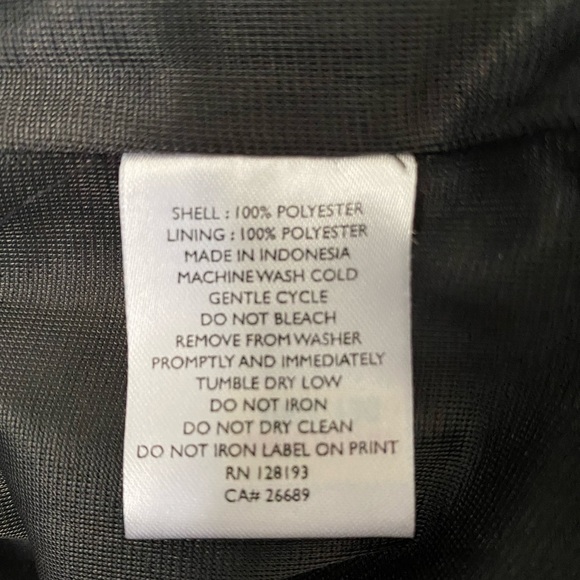 SHELL : 100% POLYESTER
LINING : 100% POLYESTER
MADE IN INDONESIA
MACHINE WASH COLD
GENTLE CYCLE
DO NOT BLEACH
REMOVE FROM WASHER
PROMPTLY AND IMMEDIATELY
TUMBLE DRY LOW
DO NOT IRON
DO NOT DRY CLEAN
DO NOT IRON LABEL ON PRINT
RN 128193
CA# 26689